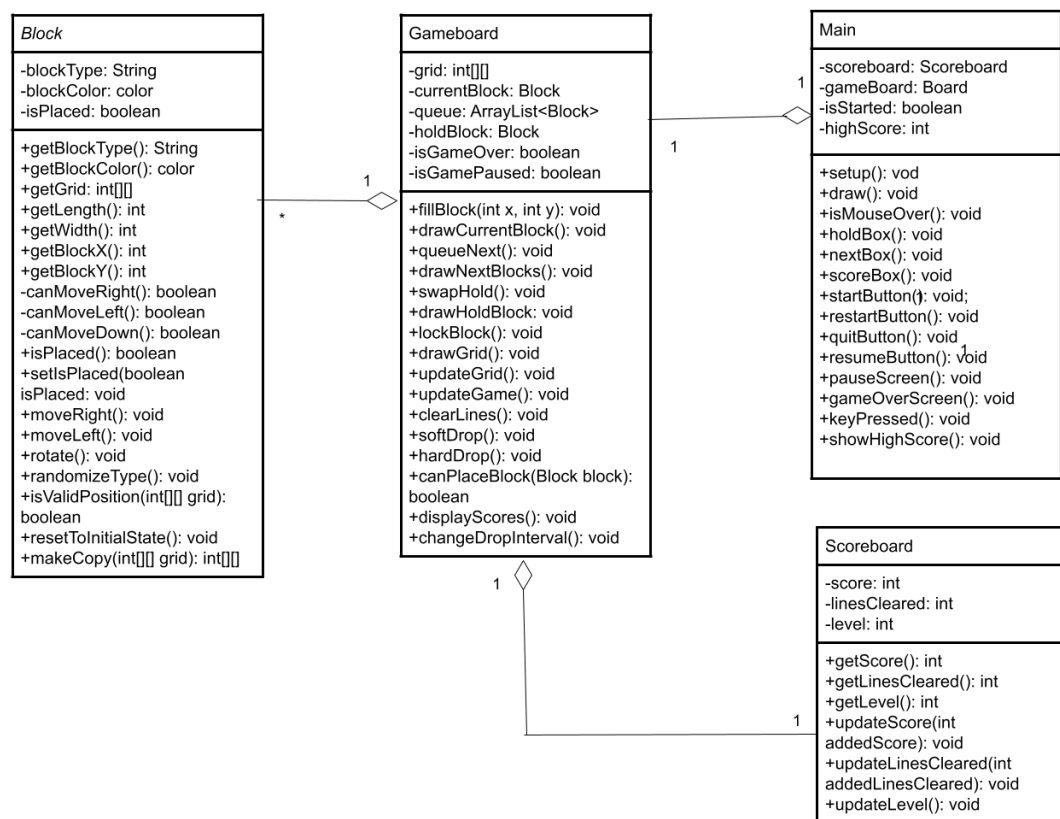 Block
-blockType: String
-blockColor: color
-isPlaced: boolean
+getBlockType(): String
+getBlockColor(): color
+getGrid: int[][]
+getLength(): int
+getWidth(): int
+getBlockX(): int
+getBlockY(): int
-canMoveRight(): boolean
-canMoveLeft(): boolean
-canMoveDown(): boolean
+isPlaced(): boolean
+setIsPlaced(boolean
isPlaced: void
+moveRight(): void
+moveLeft(): void
+rotate(): void
+randomizeType(): void
+isValidPosition(int[][] grid):
boolean
+resetToInitialState(): void
+makeCopy(int[][] grid): int[][]
*
1
Gameboard
-grid: int[][]
-currentBlock: Block
-queue: ArrayList<Block>
-holdBlock: Block
-isGameOver: boolean
-isGamePaused: boolean
+fillBlock(int x, int y): void
+drawCurrentBlock(): void
+queueNext(): void
+drawNextBlocks(): void
+swapHold(): void
+drawHoldBlock: void
+lockBlock(): void
+drawGrid(): void
+updateGrid(): void
+updateGame(): void
+clearLines(): void
+softDrop(): void
+hardDrop(): void
+canPlaceBlock(Block block):
boolean
+displayScores(): void
+changeDropInterval(): void
1
1
1
1
Main
-scoreboard: Scoreboard
-gameBoard: Board
-isStarted: boolean
-highScore: int
+setup(): vod
+draw(): void
+isMouseOver(): void
+holdBox(): void
+nextBox(): void
+scoreBox(): void
+startButton(): void;
1
+restartButton(): void
+quitButton(): void
+resumeButton(): void
1
+pauseScreen(): void
+gameOverScreen(): void
+keyPressed(): void
+showHighScore(): void
Scoreboard
-score: int
-linesCleared: int
-level: int
+getScore(): int
+getLinesCleared(): int
+getLevel(): int
+updateScore(int
addedScore): void
+updateLinesCleared(int
addedLinesCleared): void
+updateLevel(): void